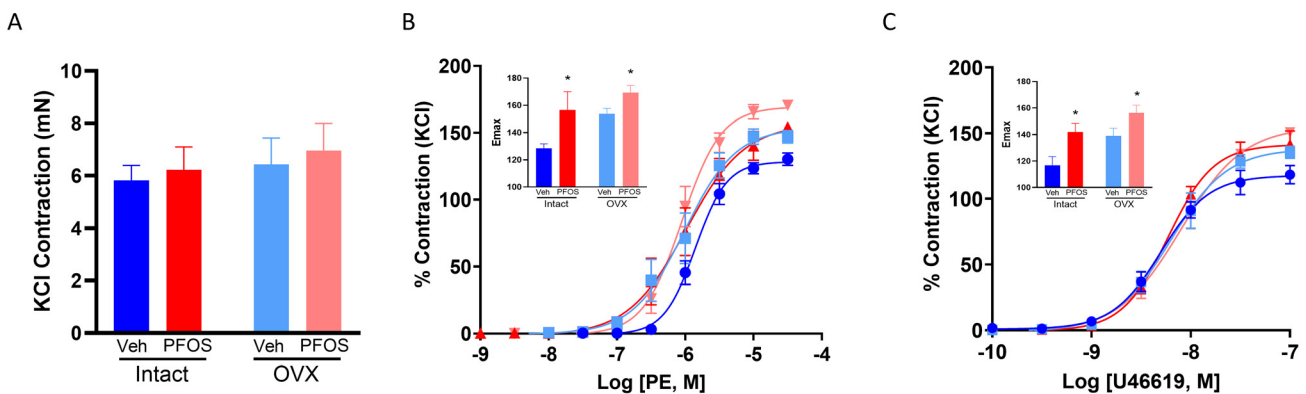 A
KCl Contraction (mN)
10
8
6
4
2
0
Veh PFOS Veh PFOS
Intact OVX
B
% Contraction (KCl)
200
150
100
50
0
-9 -8 -7 -6 -5 -4
Log [PE, M]
Emax
180
160
140
120
100
* *
Veh PFOS Veh PFOS
Intact OVX
C
% Contraction (KCl)
200
150
100
50
0
-10 -9 -8 -7
Log [U46619, M]
Emax
180
160
140
120
100
* *
Veh PFOS Veh PFOS
Intact OVX